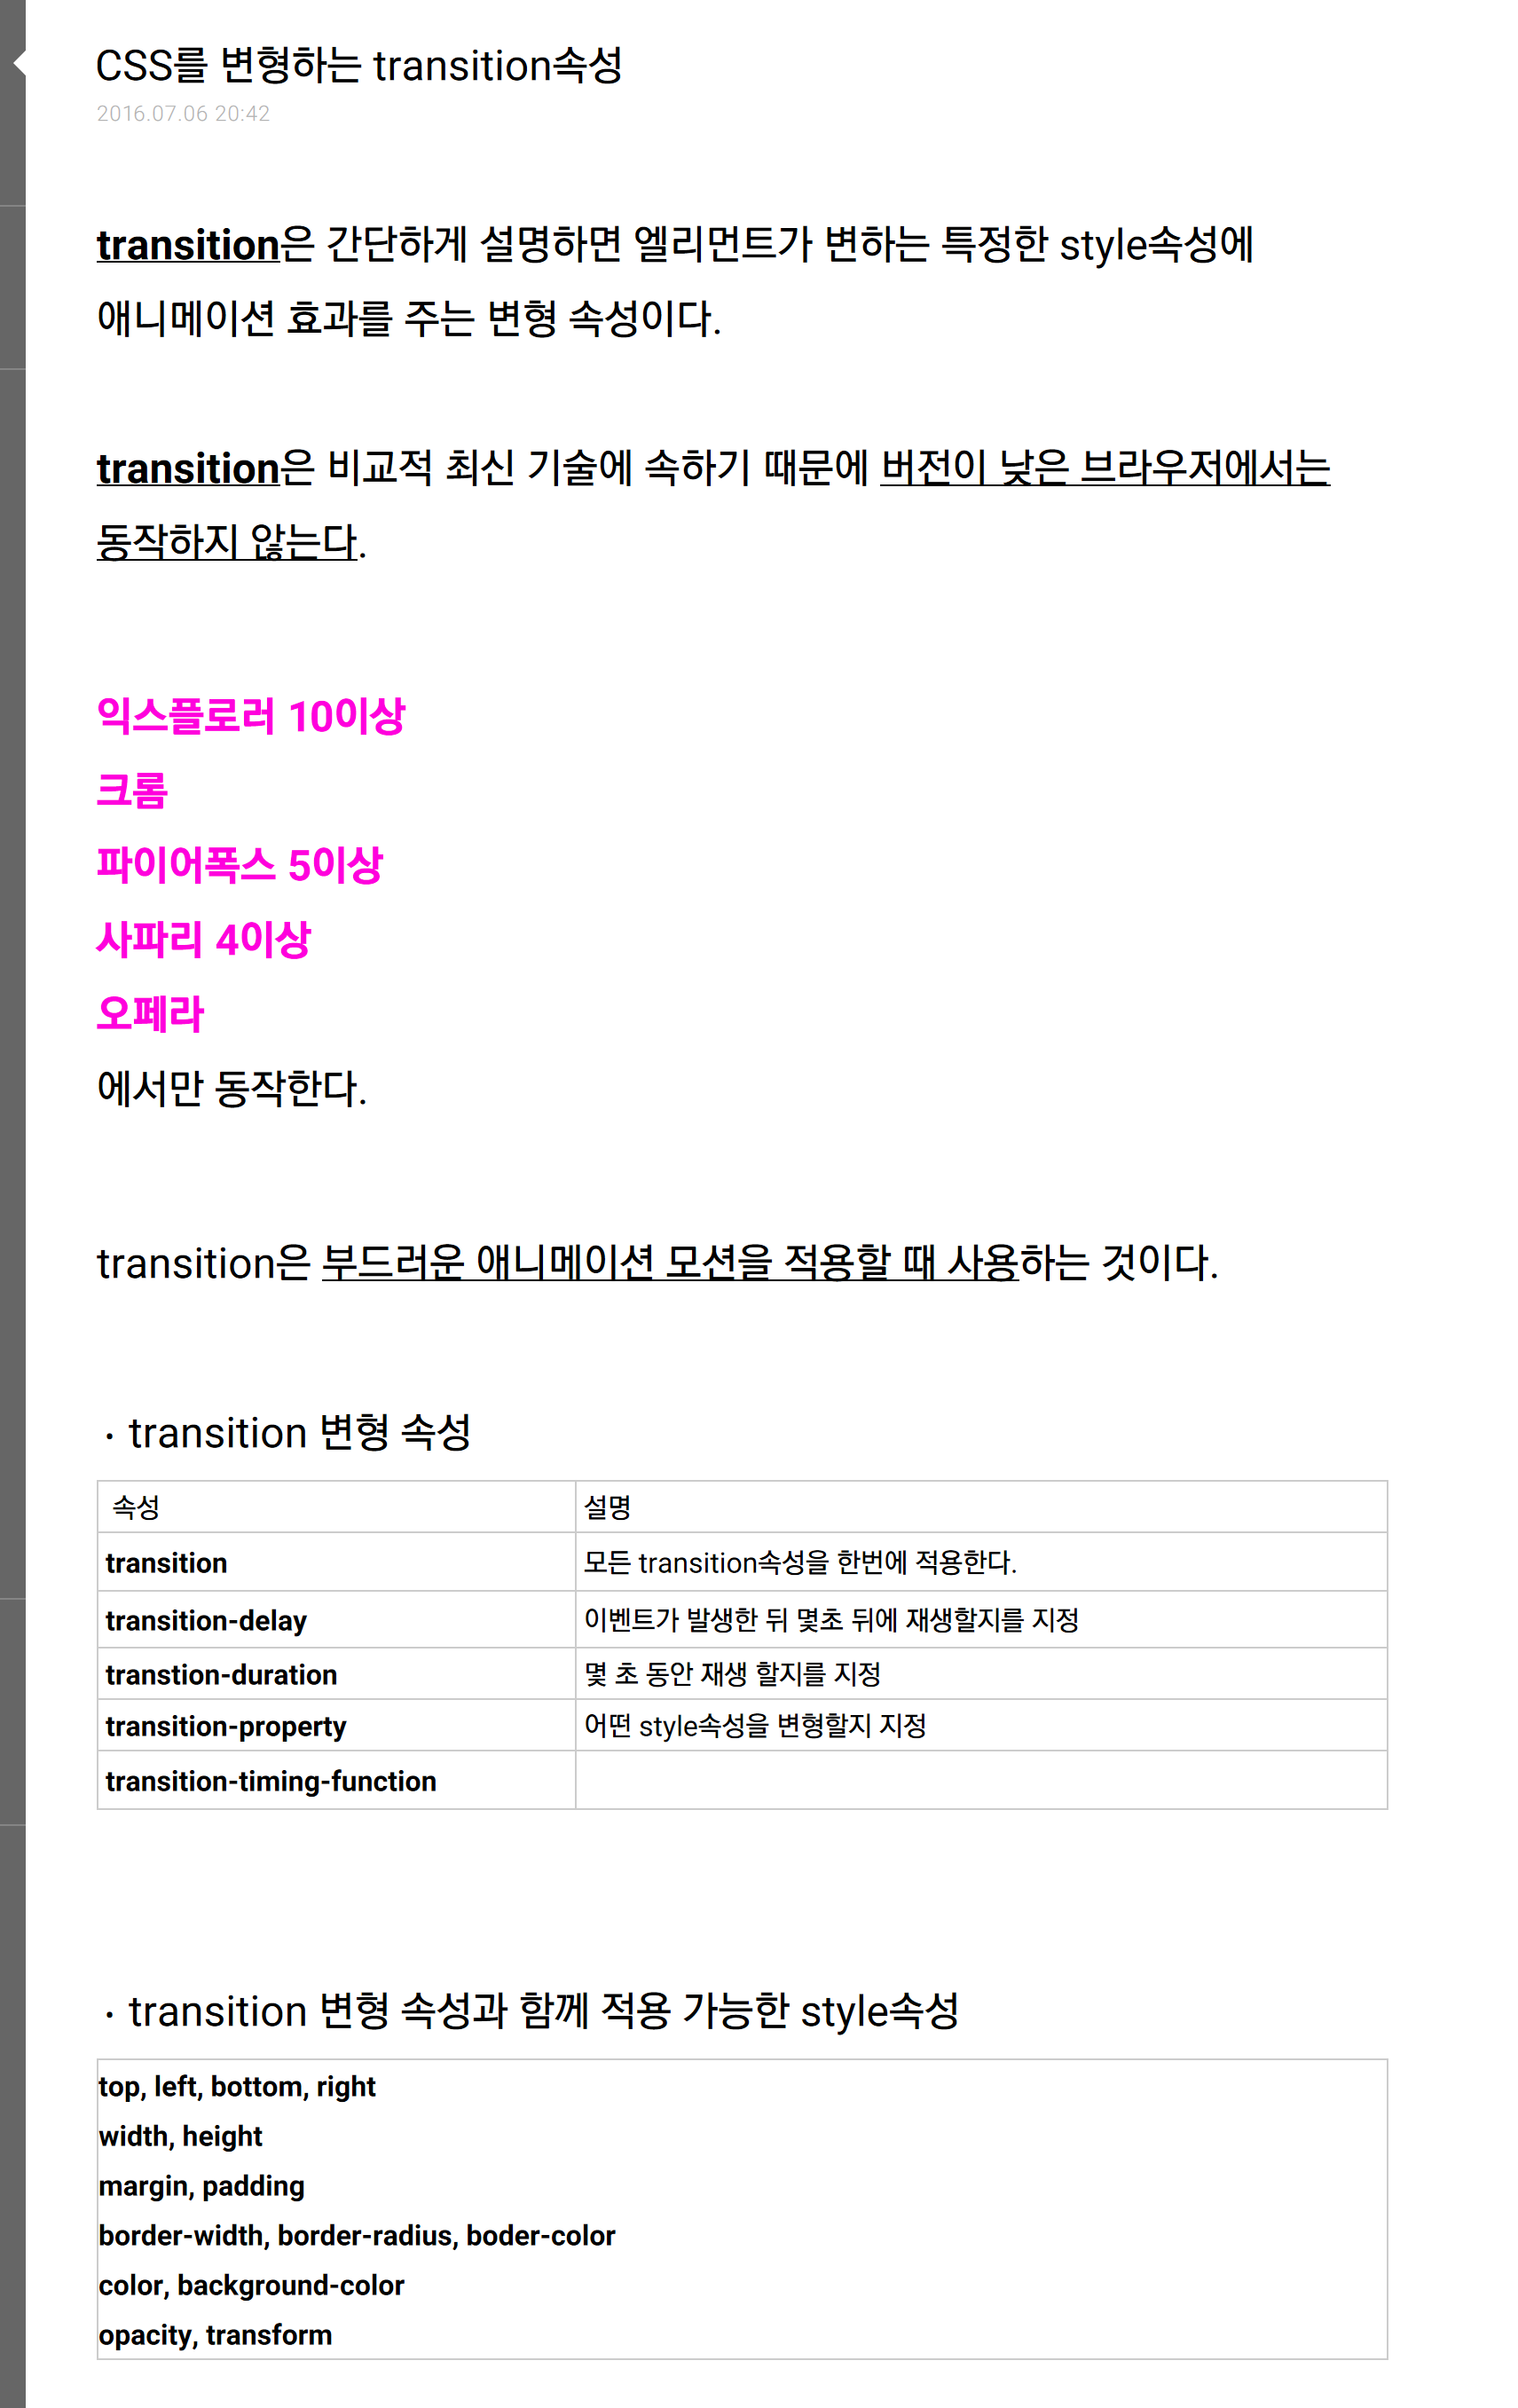 CSS를 변형하는 transition속성
2016.07.06 20:42
transition은 간단하게 설명하면 엘리먼트가 변하는 특정한 style속성에
애니메이션 효과를 주는 변형 속성이다.
transition은 비교적 최신 기술에 속하기 때문에 버전이 낮은 브라우저에서는
동작하지 않는다.
익스플로러 10이상
크롬
파이어폭스 5이상
사파리 4이상
오페라
에서만 동작한다.
transition은 부드러운 애니메이션 모션을 적용할 때 사용하는 것이다.
· transition 변형 속성
속성 설명
transition 모든 transition속성을 한번에 적용한다.
transition-delay 이벤트가 발생한 뒤 몇초 뒤에 재생할지를 지정
transtion-duration 몇 초 동안 재생 할지를 지정
transition-property 어떤 style속성을 변형할지 지정
transition-timing-function
· transition 변형 속성과 함께 적용 가능한 style속성
top, left, bottom, right
width, height
margin, padding
border-width, border-radius, boder-color
color, background-color
opacity, transform